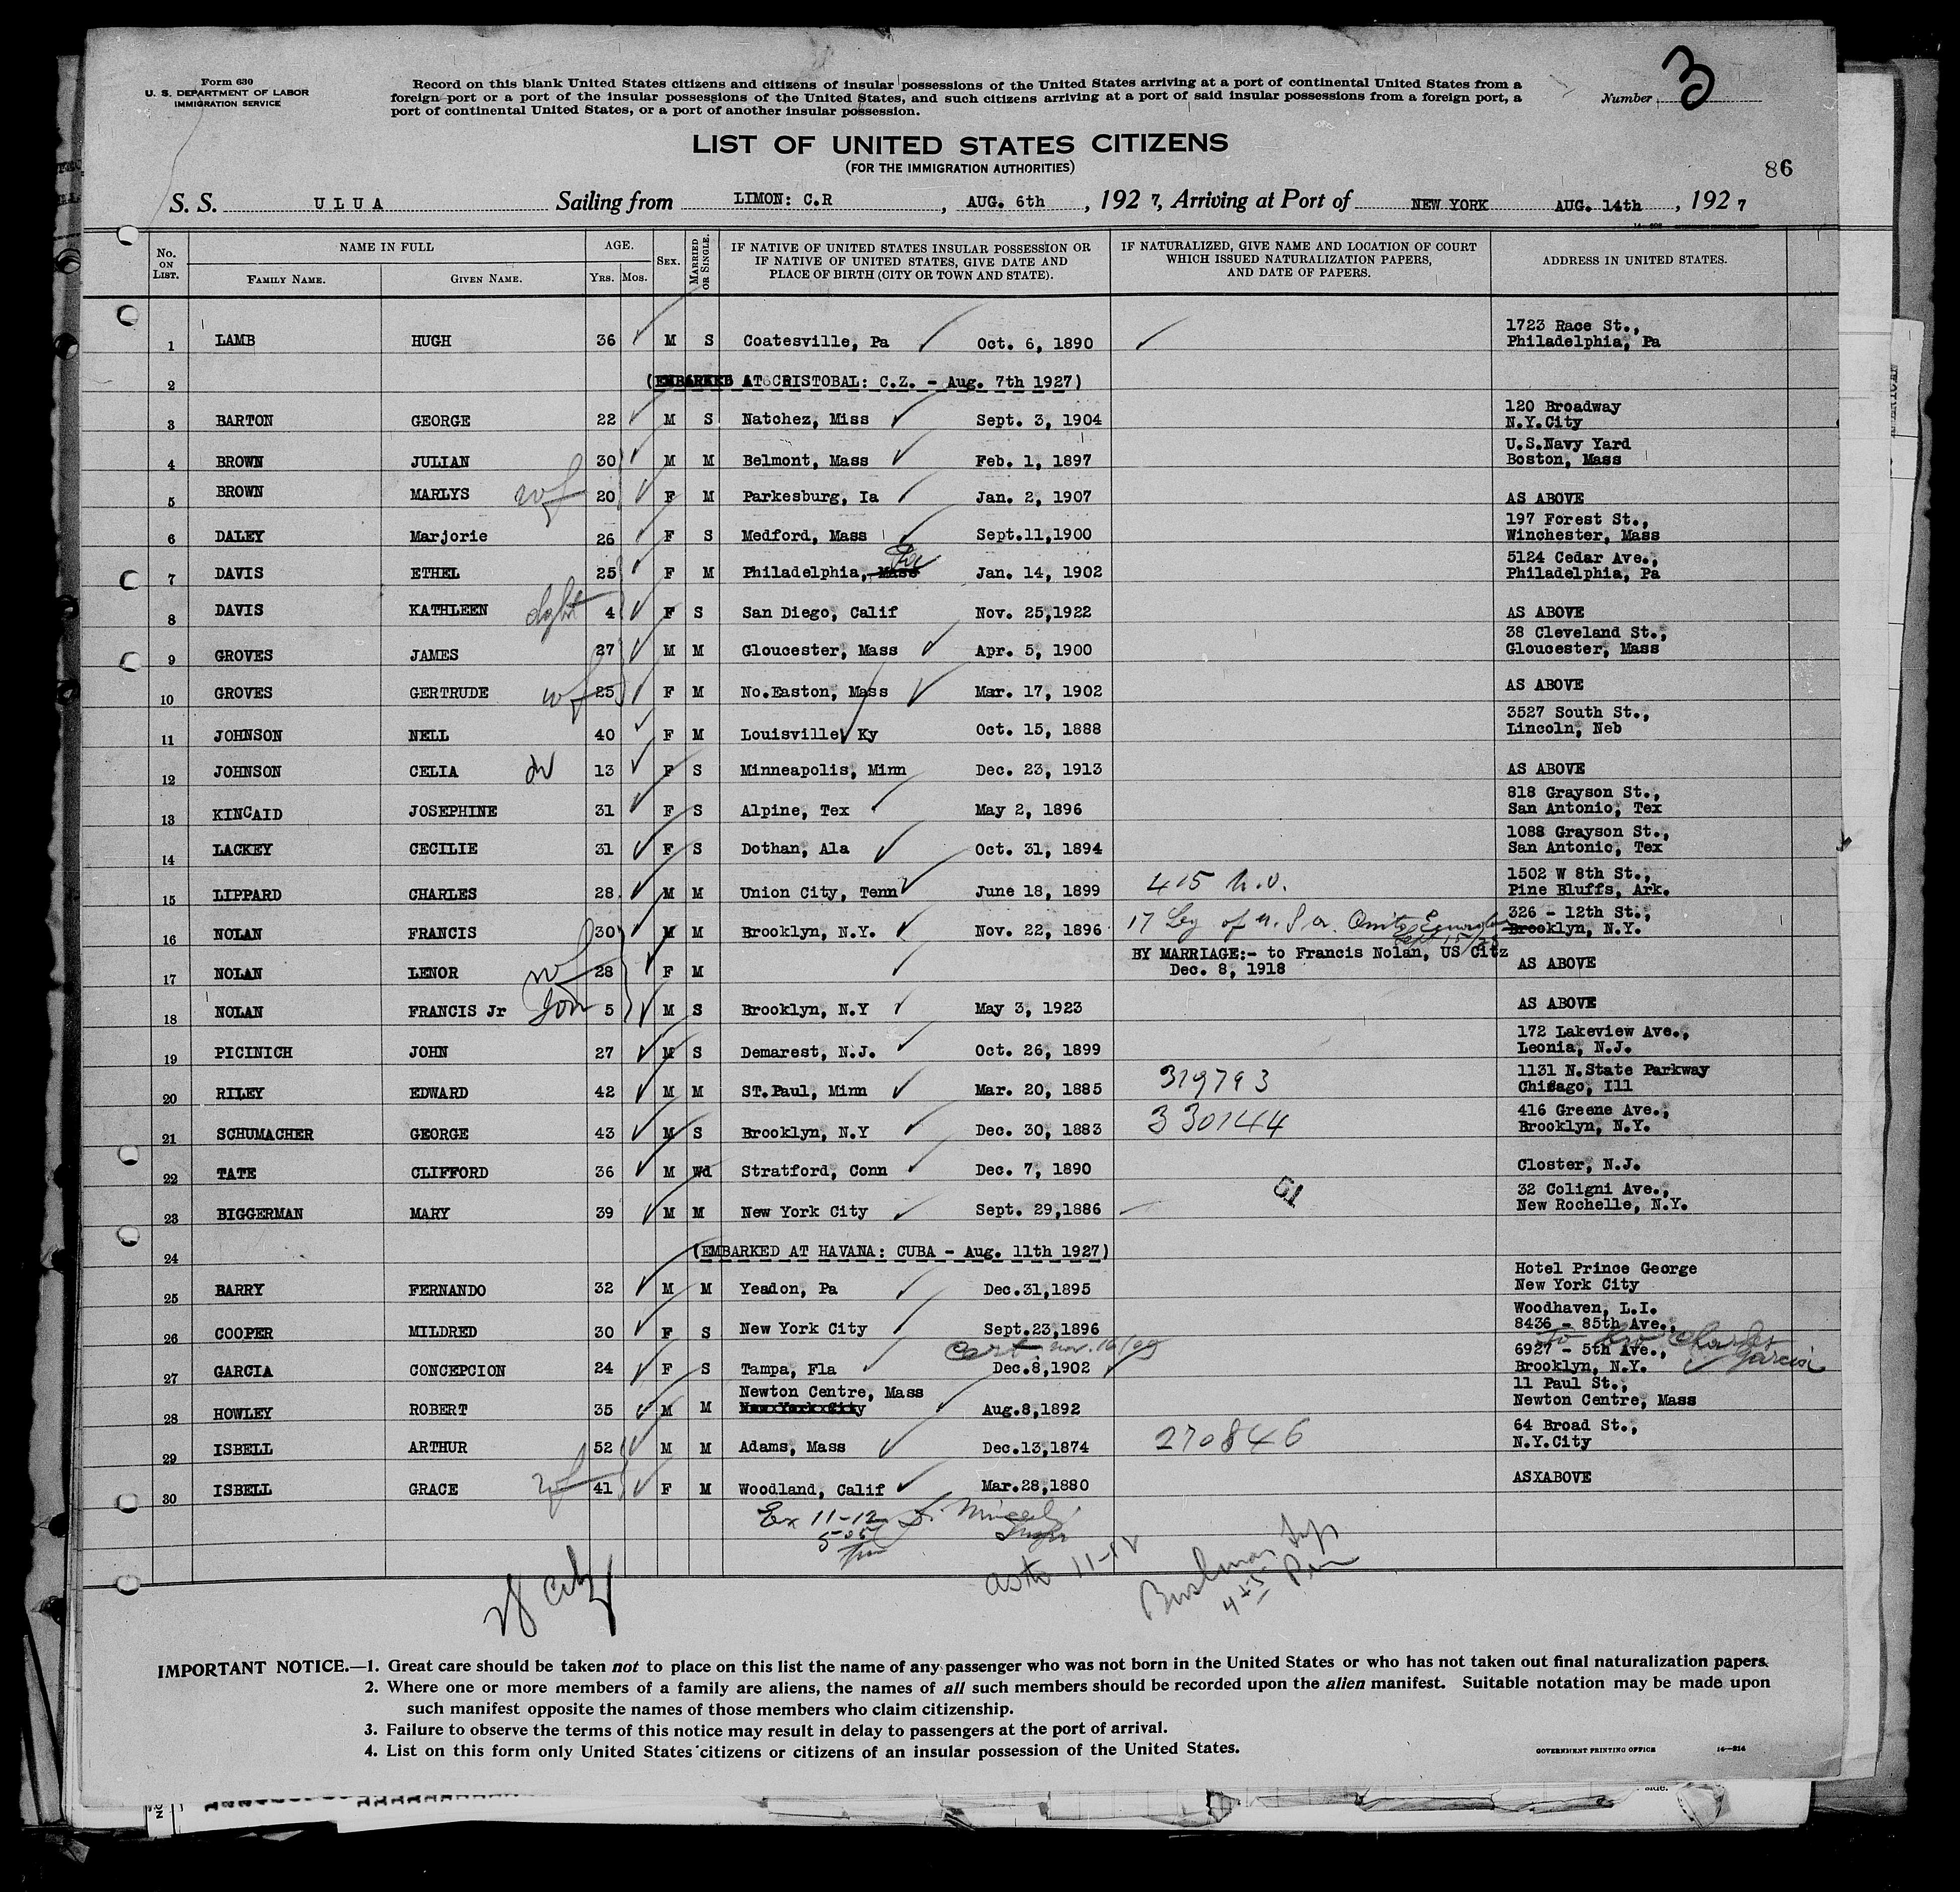 Form 630
U. S. DEPARTMENT OF LABOR
IMMIGRATION SERVICE
Record on this blank United States citizens and citizens of insular possessions of the United States arriving at a port of continental United States from a
foreign port or a port of the insular possessions of the United States, and such citizens arriving at a port of said insular possessions from a foreign port, a
port of continental United States, or a port of another insular possession.
Number 3
LIST OF UNITED STATES CITIZENS
(FOR THE IMMIGRATION AUTHORITIES)
86
S. S. ULUA Sailing from LIMON: C.R , AUG. 6th , 192 7, Arriving at Port of NEW YORK AUG. 14th , 192 7
No. ON LIST. NAME IN FULL FAMILY NAME. GIVEN NAME. AGE. YRS. MOS. SEX. MARRIED OR SINGLE. IF NATIVE OF UNITED STATES INSULAR POSSESSION OR IF NATIVE OF UNITED STATES, GIVE DATE AND PLACE OF BIRTH (CITY OR TOWN AND STATE). IF NATURALIZED, GIVE NAME AND LOCATION OF COURT WHICH ISSUED NATURALIZATION PAPERS, AND DATE OF PAPERS. ADDRESS IN UNITED STATES.
1 LAMB HUGH 36 M S Coatesville, Pa Oct. 6, 1890 1723 Race St., Philadelphia, Pa
2 (EMBARKED AT CRISTOBAL: C.Z. - Aug. 7th 1927)
3 BARTON GEORGE 22 M S Natchez, Miss Sept. 3, 1904 120 Broadway N.Y.City
4 BROWN JULIAN 30 M M Belmont, Mass Feb. 1, 1897 U.S.Navy Yard Boston, Mass
5 BROWN MARLYS wf 20 F M Parkesburg, Ia Jan. 2, 1907 AS ABOVE
6 DALEY Marjorie 26 F S Medford, Mass Sept.11,1900 197 Forest St., Winchester, Mass
7 DAVIS ETHEL 25 F M Philadelphia, Mass Pa Jan. 14, 1902 5124 Cedar Ave., Philadelphia, Pa
8 DAVIS KATHLEEN dght 4 F S San Diego, Calif Nov. 25,1922 AS ABOVE
9 GROVES JAMES 27 M M Gloucester, Mass Apr. 5, 1900 38 Cleveland St., Gloucester, Mass
10 GROVES GERTRUDE wf 25 F M No.Easton, Mass Mar. 17, 1902 AS ABOVE
11 JOHNSON NELL 40 F M Louisville, Ky Oct. 15, 1888 3527 South St., Lincoln, Neb
12 JOHNSON CELIA 13 F S Minneapolis, Minn Dec. 23, 1913 AS ABOVE
13 KINCAID JOSEPHINE 31 F S Alpine, Tex May 2, 1896 818 Grayson St., San Antonio, Tex
14 LACKEY CECILIE 31 F S Dothan, Ala Oct. 31, 1894 1088 Grayson St., San Antonio, Tex
15 LIPPARD CHARLES 28 M M Union City, Tenn June 18, 1899 1502 W 8th St., Pine Bluffs, Ark.
16 NOLAN FRANCIS 30 M M Brooklyn, N.Y. Nov. 22, 1896 326 - 12th St., Brooklyn, N.Y.
17 NOLAN LENOR wf 28 F M BY MARRIAGE:- to Francis Nolan, US Citz Dec. 8, 1918 AS ABOVE
18 NOLAN FRANCIS Jr Son 5 M S Brooklyn, N.Y May 3, 1923 AS ABOVE
19 PICINICH JOHN 27 M S Demarest, N.J. Oct. 26, 1899 172 Lakeview Ave., Leonia, N.J.
20 RILEY EDWARD 42 M M ST.Paul, Minn Mar. 20, 1885 319793 1131 N.State Parkway Chicago, Ill
21 SCHUMACHER GEORGE 43 M S Brooklyn, N.Y Dec. 30, 1883 330144 416 Greene Ave., Brooklyn, N.Y.
22 TATE CLIFFORD 36 M Wd Stratford, Conn Dec. 7, 1890 Closter, N.J.
23 BIGGERMAN MARY 39 M M New York City Sept. 29,1886 32 Coligni Ave., New Rochelle, N.Y.
24 (EMBARKED AT HAVANA: CUBA - Aug. 11th 1927)
25 BARRY FERNANDO 32 M M Yeadon, Pa Dec.31,1895 Hotel Prince George New York City
26 COOPER MILDRED 30 F S New York City Sept.23,1896 Woodhaven, L.I. 8436 - 85th Ave.,
27 GARCIA CONCEPCION 24 F S Tampa, Fla Dec.8,1902 6927 - 5th Ave., Brooklyn, N.Y. to bro Charles Garcia
28 HOWLEY ROBERT 35 M M Newton Centre, Mass New York City Aug.8,1892 11 Paul St., Newton Centre, Mass
29 ISBELL ARTHUR 52 M M Adams, Mass Dec.13,1874 270846 64 Broad St., N.Y.City
30 ISBELL GRACE wf 41 F M Woodland, Calif Mar.28,1880 ASXABOVE
Ex 11-12
IMPORTANT NOTICE.—1. Great care should be taken not to place on this list the name of any passenger who was not born in the United States or who has not taken out final naturalization papers.
2. Where one or more members of a family are aliens, the names of all such members should be recorded upon the alien manifest. Suitable notation may be made upon
such manifest opposite the names of those members who claim citizenship.
3. Failure to observe the terms of this notice may result in delay to passengers at the port of arrival.
4. List on this form only United States citizens or citizens of an insular possession of the United States.
GOVERNMENT PRINTING OFFICE 14—814